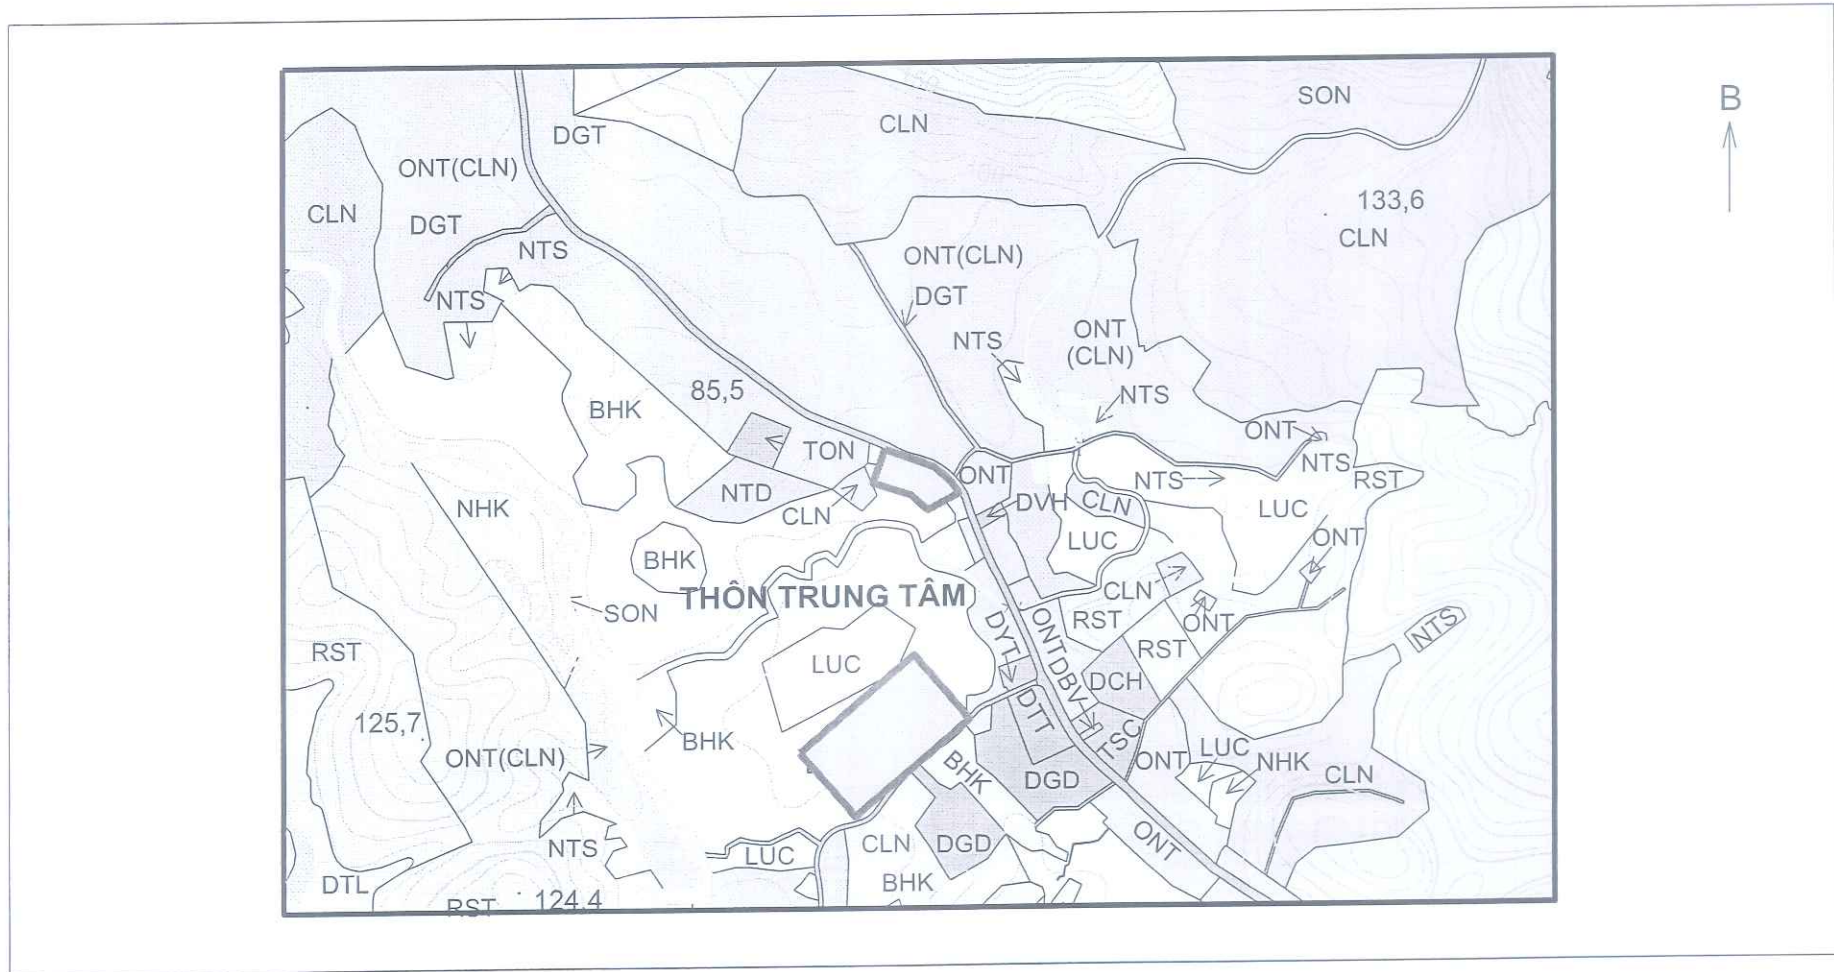 SON
B
CLN
DGT
ONT(CLN)
133,6
CLN
CLN
DGT
NTS
ONT(CLN)
DGT
NTS
ONT
(CLN)
NTS
85,5
NTS
BHK
ONT
TON
NTS
ONT
NTS
RST
NTD
CLN
DVH
CLN
LUC
NHK
ONT
LUC
BHK
CLN
THÔN TRUNG TÂM
SON
RST
ONT
DYT
ONT
RST
RST
LUC
DCH
125,7
DBV
DTT
BHK
TSC
ONT(CLN)
ONT
LUC
NHK
BHK
DGD
CLN
NTS
LUC
CLN
DGD
ONT
NTS
DTL
BHK
RST
124,4